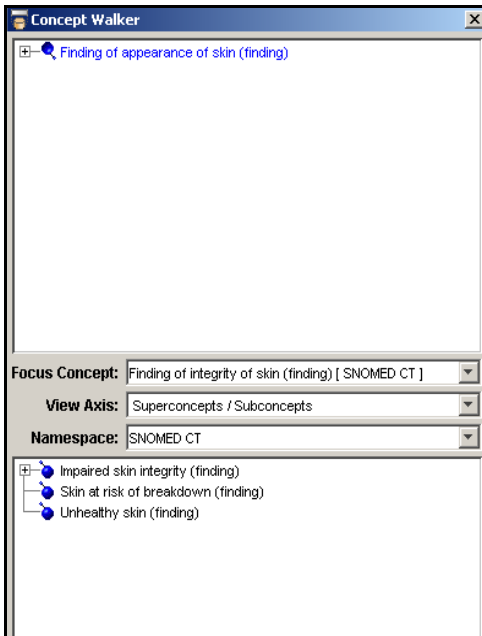 Concept Walker
Finding of appearance of skin (finding)
Focus Concept: Finding of integrity of skin (finding) [ SNOMED CT ]
View Axis: Superconcepts / Subconcepts
Namespace: SNOMED CT
Impaired skin integrity (finding)
Skin at risk of breakdown (finding)
Unhealthy skin (finding)